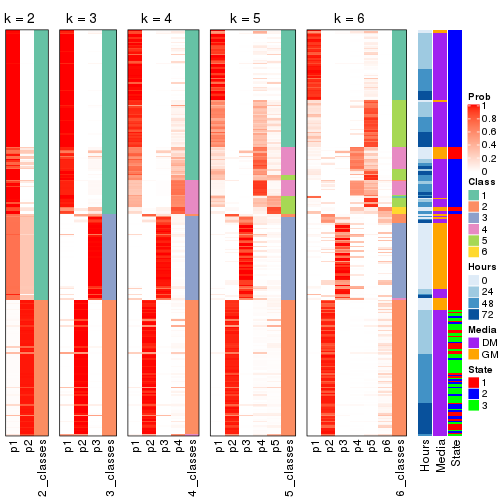 k = 2
k = 3
k = 4
k = 5
k = 6
Prob
1
0.8
0.6
0.4
0.2
0
Class
1
2
3
4
5
6
Hours
0
24
48
72
Media
DM
GM
State
1
2
3
p1
p2
2_classes
p1
p2
p3
3_classes
p1
p2
p3
p4
4_classes
p1
p2
p3
p4
p5
5_classes
p1
p2
p3
p4
p5
p6
6_classes
Hours
Media
State